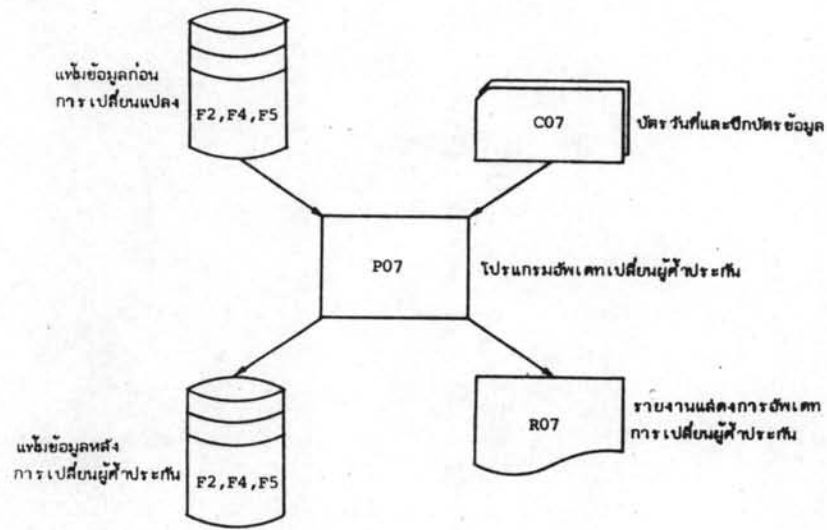 แฟ้มข้อมูลก่อน
การเปลี่ยนแปลง
F2,F4,F5
C07
บัตรวันที่และปึกบัตรข้อมูล
P07
โปรแกรมอัพเดทเปลี่ยนผู้ค้ำประกัน
แฟ้มข้อมูลหลัง
การเปลี่ยนผู้ค้ำประกัน
F2,F4,F5
R07
รายงานแสดงการอัพเดท
การเปลี่ยนผู้ค้ำประกัน